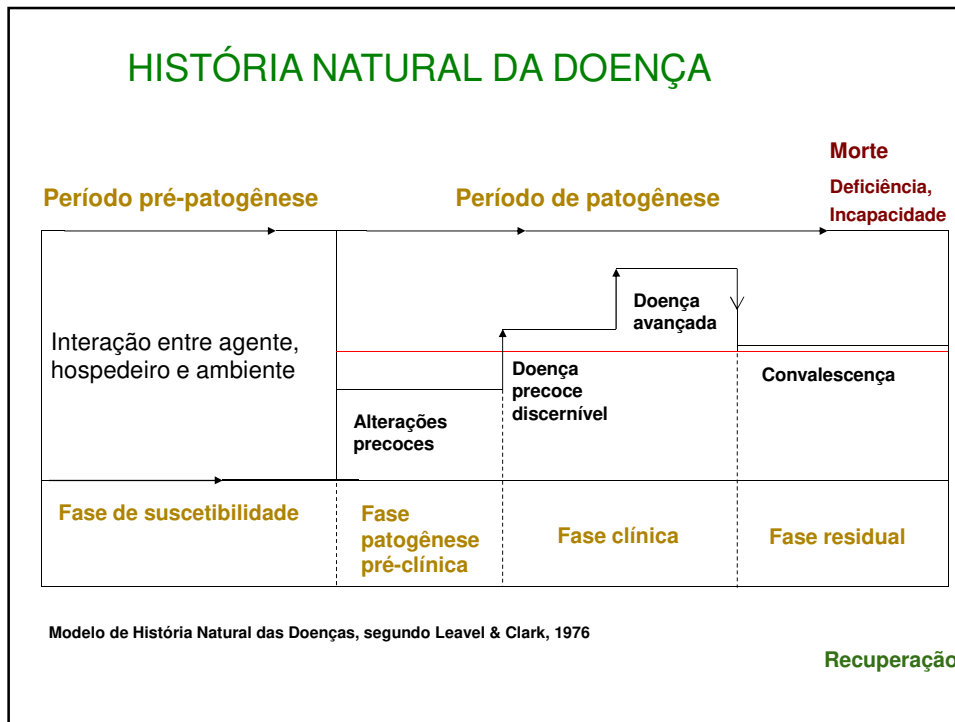 HISTÓRIA NATURAL DA DOENÇA
Morte
Período pré-patogênese
Período de patogênese
Deficiência,
Incapacidade
Interação entre agente,
hospedeiro e ambiente
Alterações
precoces
Doença
precoce
discernível
Doença
avançada
Convalescença
Fase de suscetibilidade
Fase
patogênese
pré-clínica
Fase clínica
Fase residual
Modelo de História Natural das Doenças, segundo Leavel & Clark, 1976
Recuperação